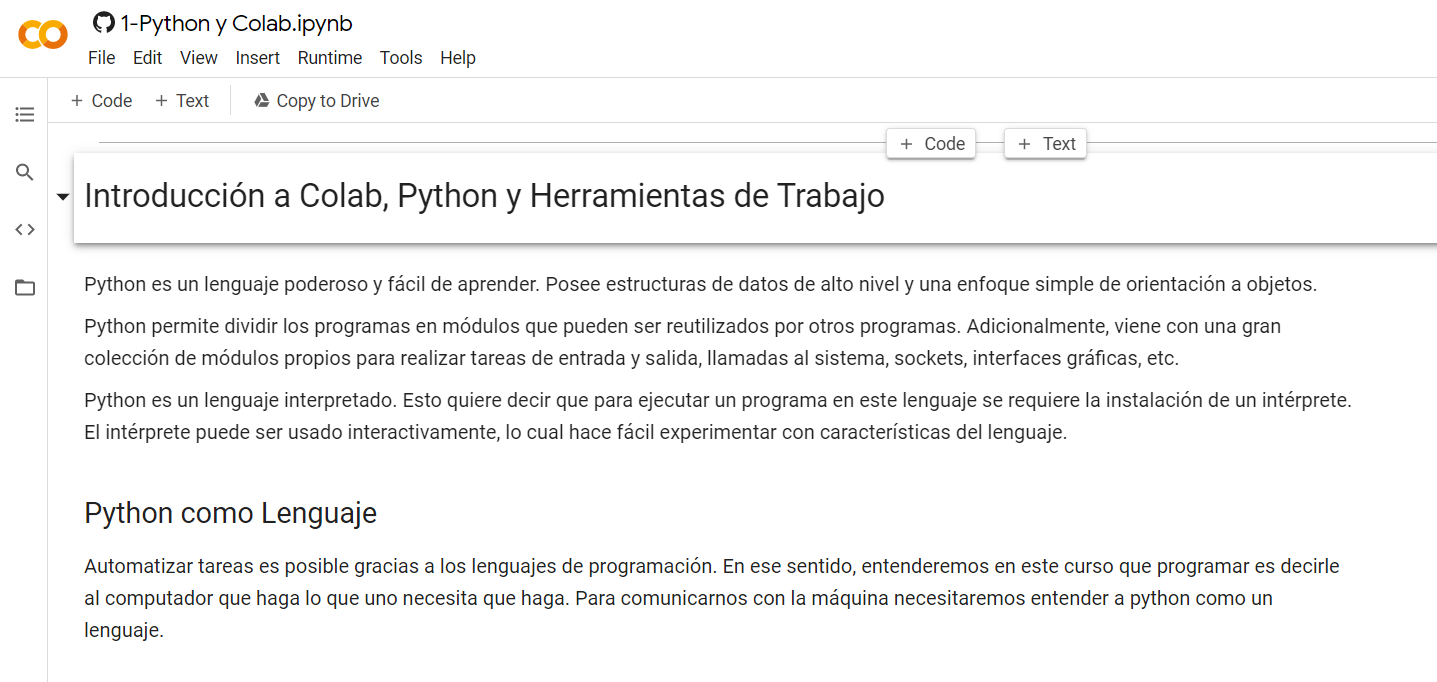 1-Python y Colab.ipynb
File Edit View Insert Runtime Tools Help
+ Code + Text Copy to Drive
+ Code + Text
Introducción a Colab, Python y Herramientas de Trabajo
Python es un lenguaje poderoso y fácil de aprender. Posee estructuras de datos de alto nivel y una enfoque simple de orientación a objetos.
Python permite dividir los programas en módulos que pueden ser reutilizados por otros programas. Adicionalmente, viene con una gran
colección de módulos propios para realizar tareas de entrada y salida, llamadas al sistema, sockets, interfaces gráficas, etc.
Python es un lenguaje interpretado. Esto quiere decir que para ejecutar un programa en este lenguaje se requiere la instalación de un intérprete.
El intérprete puede ser usado interactivamente, lo cual hace fácil experimentar con características del lenguaje.
Python como Lenguaje
Automatizar tareas es posible gracias a los lenguajes de programación. En ese sentido, entenderemos en este curso que programar es decirle
al computador que haga lo que uno necesita que haga. Para comunicarnos con la máquina necesitaremos entender a python como un
lenguaje.